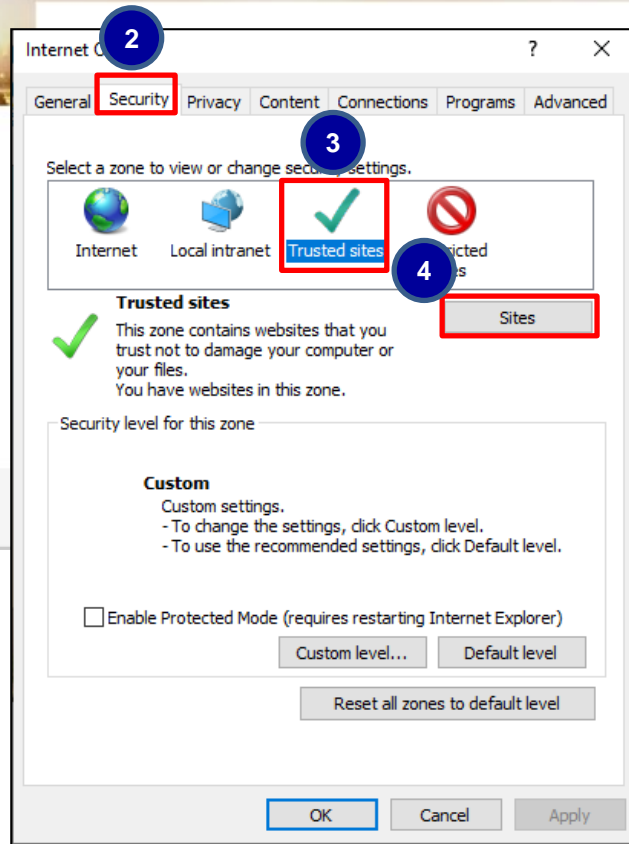 2
Internet O
?
General Security Privacy Content Connections Programs Advanced
3
Select a zone to view or change security settings.
Internet Local intranet Trusted sites
4
Trusted sites
Sites
This zone contains websites that you
trust not to damage your computer or
your files.
You have websites in this zone.
Security level for this zone
Custom
Custom settings.
- To change the settings, click Custom level.
- To use the recommended settings, click Default level.
Enable Protected Mode (requires restarting Internet Explorer)
Custom level... Default level
Reset all zones to default level
OK Cancel Apply